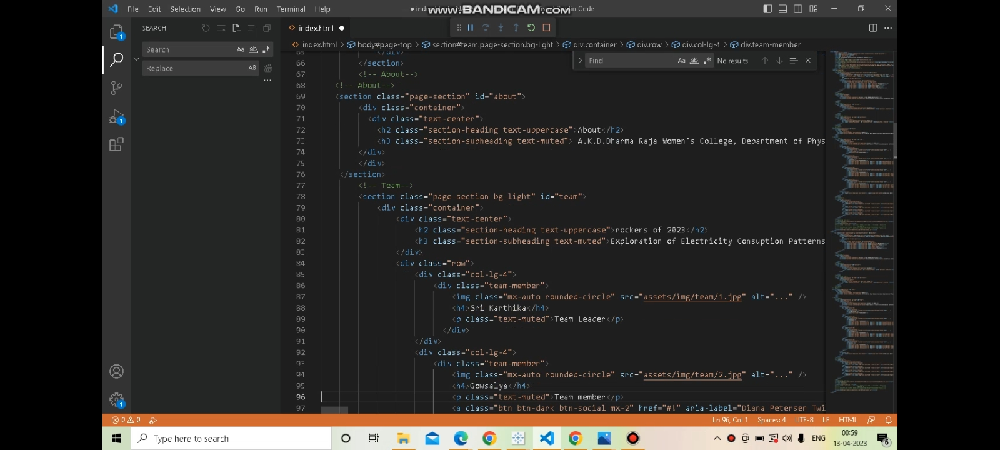 File Edit Selection View Go Run Terminal Help
www.BANDICAM.com
Studio Code
SEARCH
index.html
Search
Replace
index.html > body#page-top > section#team.page-section.bg-light > div.container > div.row > div.col-lg-4 > div.team-member
Find
No results
66 </section>
67 <!-- About-->
68 <!-- About-->
69 <section class="page-section" id="about">
70 <div class="container">
71 <div class="text-center">
72 <h2 class="section-heading text-uppercase">About</h2>
73 <h3 class="section-subheading text-muted"> A.K.D.Dharma Raja Women's College, Department of Phys
74 </div>
75 </div>
76 </section>
77 <!-- Team-->
78 <section class="page-section bg-light" id="team">
79 <div class="container">
80 <div class="text-center">
81 <h2 class="section-heading text-uppercase">rockers of 2023</h2>
82 <h3 class="section-subheading text-muted">Exploration of Electricity Consuption Patterns
83 </div>
84 <div class="row">
85 <div class="col-lg-4">
86 <div class="team-member">
87 <img class="mx-auto rounded-circle" src="assets/img/team/1.jpg" alt="..." />
88 <h4>Sri Karthika</h4>
89 <p class="text-muted">Team Leader</p>
90 </div>
91 </div>
92 <div class="col-lg-4">
93 <div class="team-member">
94 <img class="mx-auto rounded-circle" src="assets/img/team/2.jpg" alt="..." />
95 <h4>Gowsalya</h4>
96 <p class="text-muted">Team member</p>
97 <a class="btn btn-dark btn-social mx-2" href="#!" aria-label="Diana Petersen Twi
0 0 Ln 96, Col 1 Spaces: 4 UTF-8 LF HTML
Type here to search
ENG
00:59
13-04-2023
6